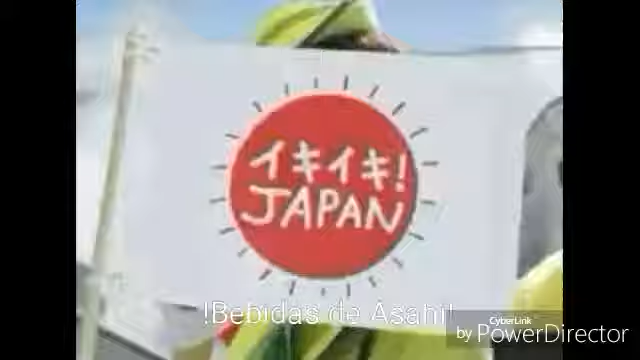 イキイキ!
JAPAN
!Bebidas de Asahi!
CyberLink
by PowerDirector